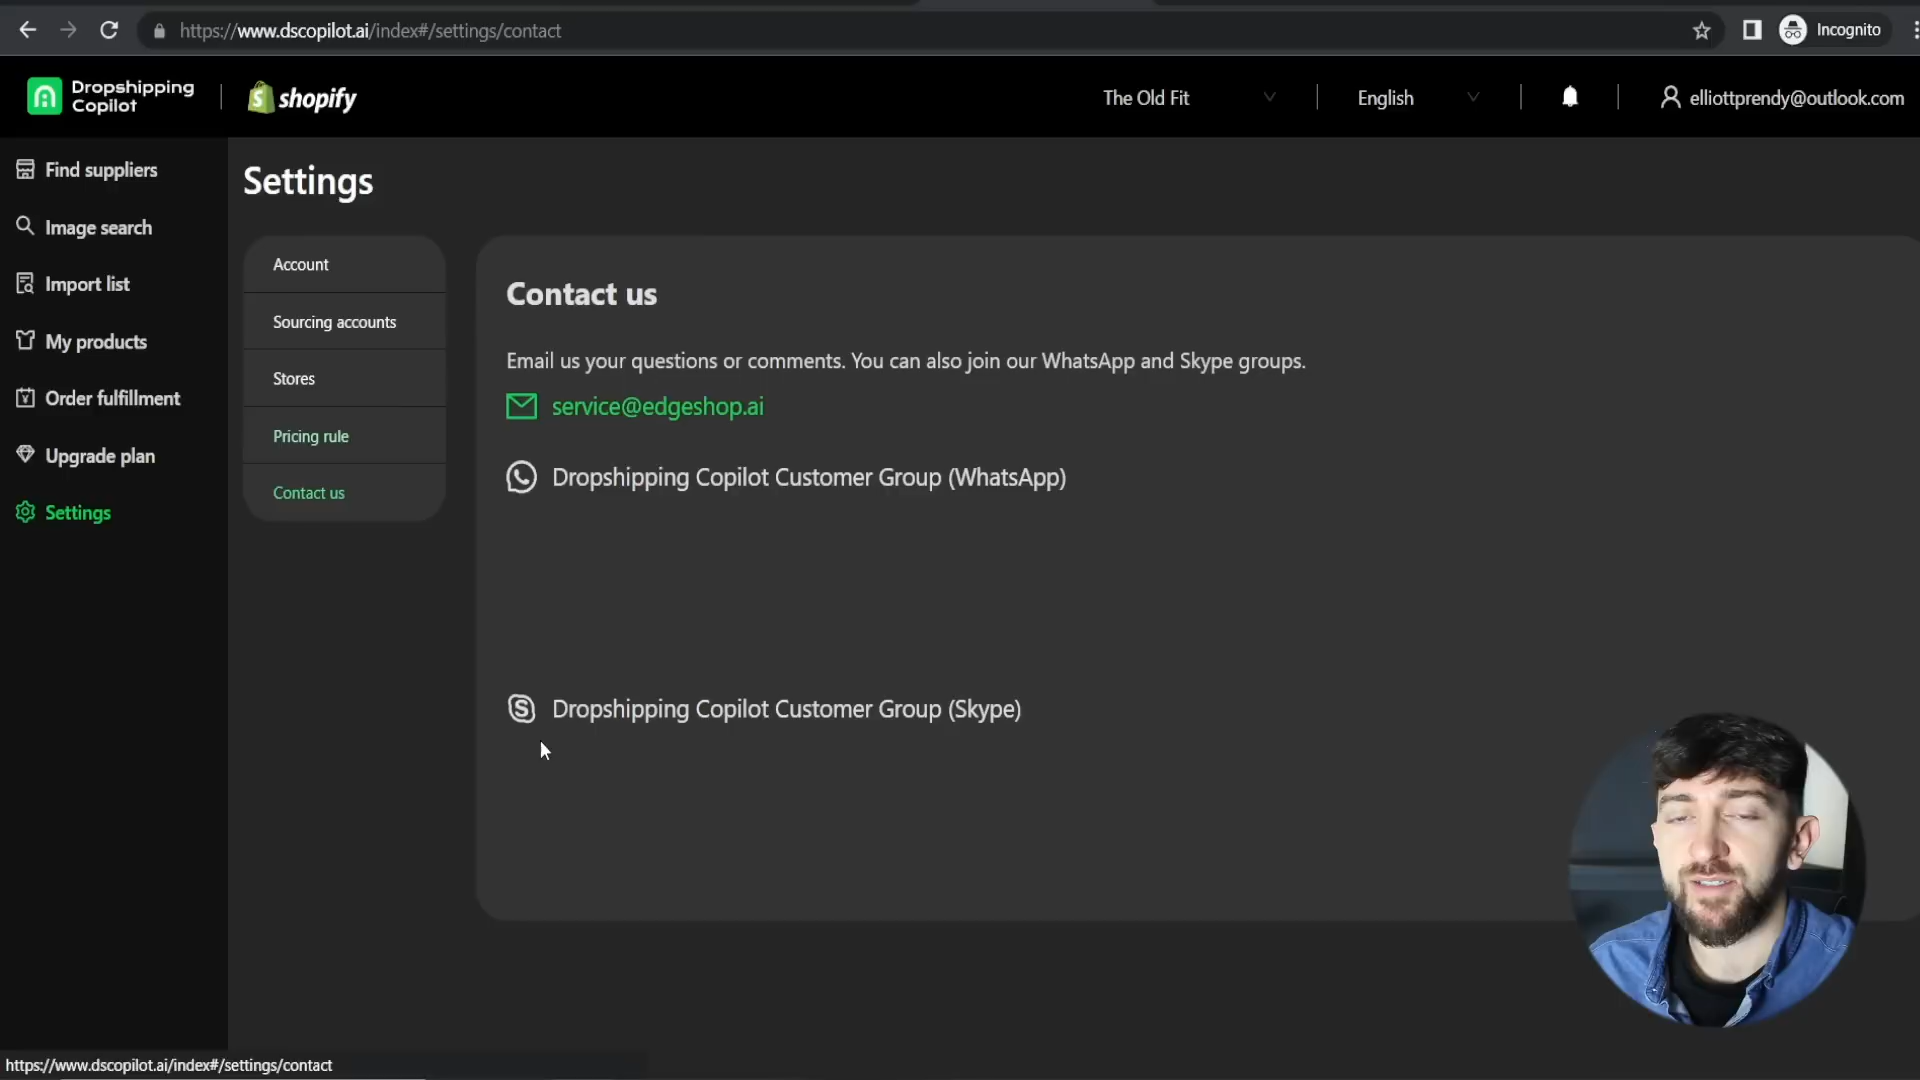 https://www.dscopilot.ai/index#/settings/contact
Incognito
Dropshipping
Copilot
shopify
The Old Fit
English
elliottprendy@outlook.com
Find suppliers
Image search
Import list
My products
Order fulfillment
Upgrade plan
Settings
Settings
Account
Sourcing accounts
Stores
Pricing rule
Contact us
Contact us
Email us your questions or comments. You can also join our WhatsApp and Skype groups.
service@edgeshop.ai
Dropshipping Copilot Customer Group (WhatsApp)
Dropshipping Copilot Customer Group (Skype)
https://www.dscopilot.ai/index#/settings/contact